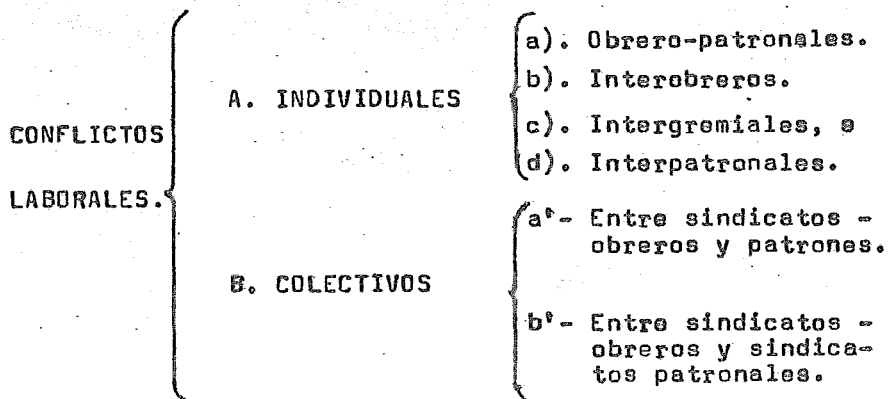 a). Obrero-patronales.
A. INDIVIDUALES
b). Interobreros.
CONFLICTOS
c). Intergremiales, e
d). Interpatronales.
LABORALES.
a'- Entre sindicatos -
obreros y patrones.
B. COLECTIVOS
b'- Entre sindicatos -
obreros y sindica-
tos patronales.